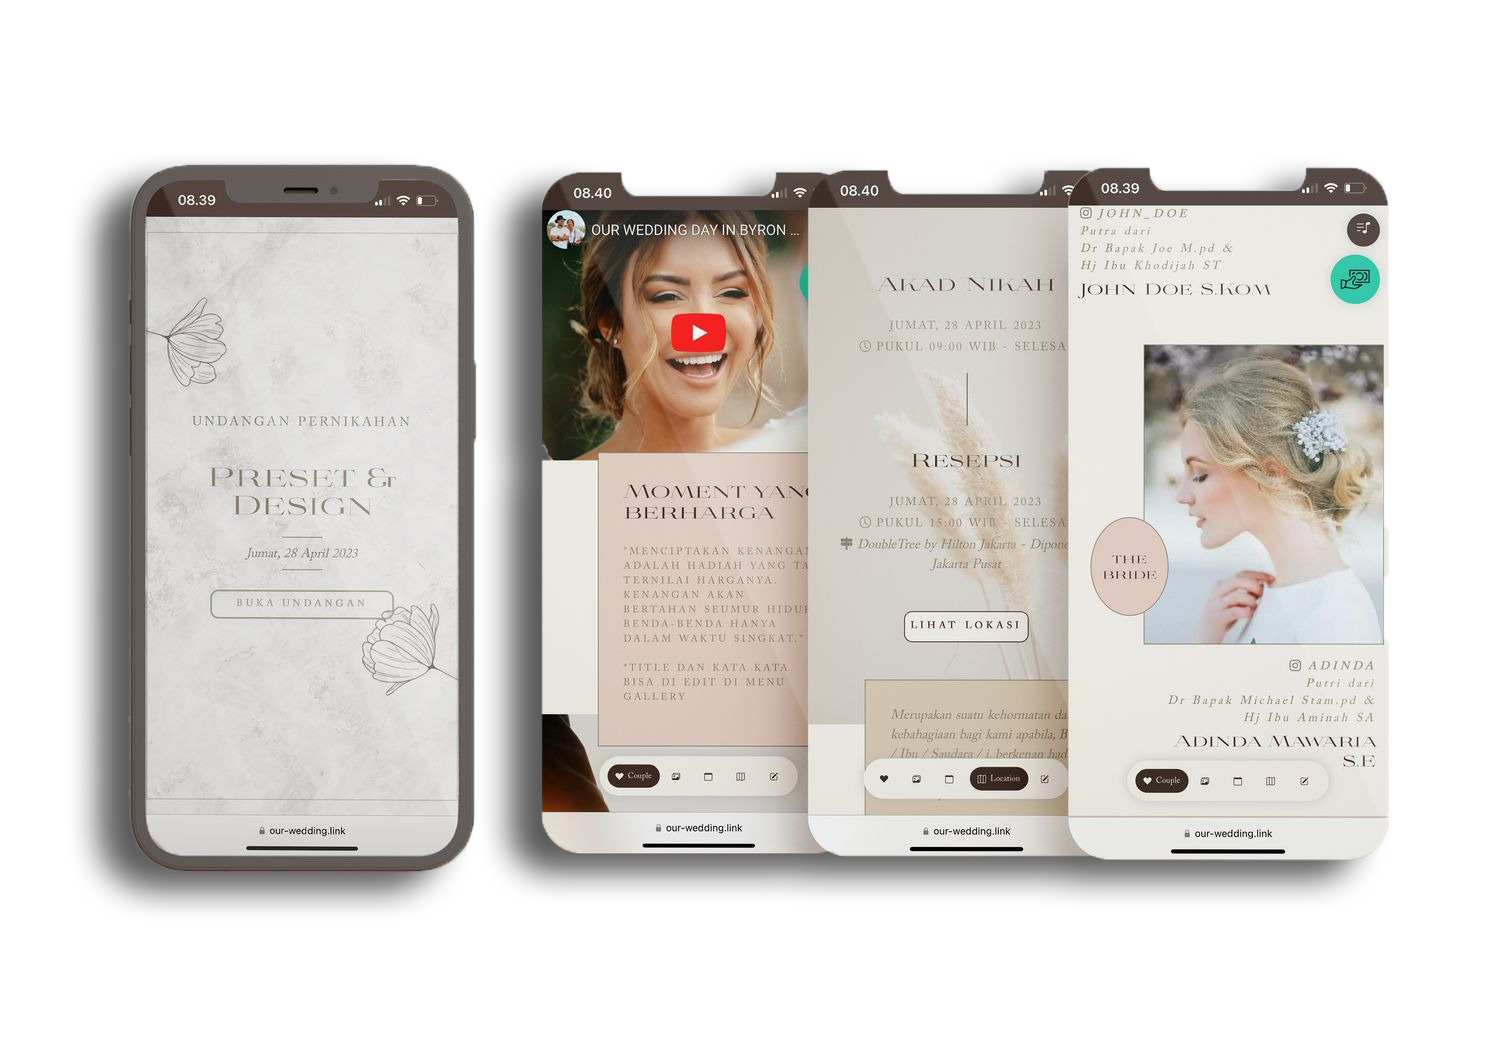 08.39
UNDANGAN PERNIKAHAN
PRESET &
DESIGN
Jumat, 28 April 2023
BUKA UNDANGAN
our-wedding.link
08.40
OUR WEDDING DAY IN BYRON ...
MOMENT YANG
BERHARGA
"MENCIPTAKAN KENANGAN
ADALAH HADIAH YANG TA
TERNILAI HARGANYA.
KENANGAN AKAN
BERTAHAN SEUMUR HIDUP
BENDA-BENDA HANYA
DALAM WAKTU SINGKAT."
"TITLE DAN KATA KATA
BISA DI EDIT DI MENU
GALLERY
Couple
our-wedding.link
08.40
AKAD NIKAH
JUMAT, 28 APRIL 2023
PUKUL 09:00 WIB - SELESA
RESEPSI
JUMAT, 28 APRIL 2023
PUKUL 15:00 WIB - SELESA
DoubleTree by Hilton Jakarta - Dipone
Jakarta Pusat
LIHAT LOKASI
Merupakan suatu kehormatan da
kebahagiaan bagi kami apabila, B
/ Ibu / Saudara / i. berkenan had
Location
our-wedding.link
08.39
JOHN_DOE
Putra dari
Dr Bapak Joe M.pd &
Hj Ibu Khodijah ST
JOHN DOE S.KOM
THE
BRIDE
ADINDA
Putri dari
Dr Bapak Michael Stam.pd &
Hj Ibu Aminah SA
ADINDA MAWARIA
S.E
Couple
our-wedding.link